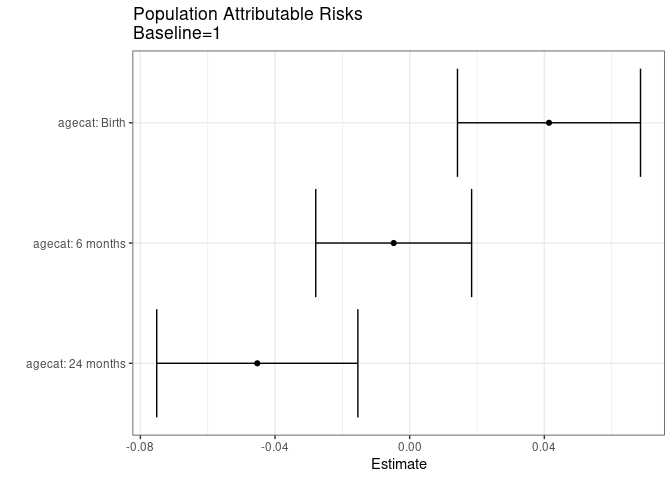 Population Attributable Risks
Baseline=1
agecat: Birth
agecat: 6 months
agecat: 24 months
-0.08 -0.04 0.00 0.04
Estimate